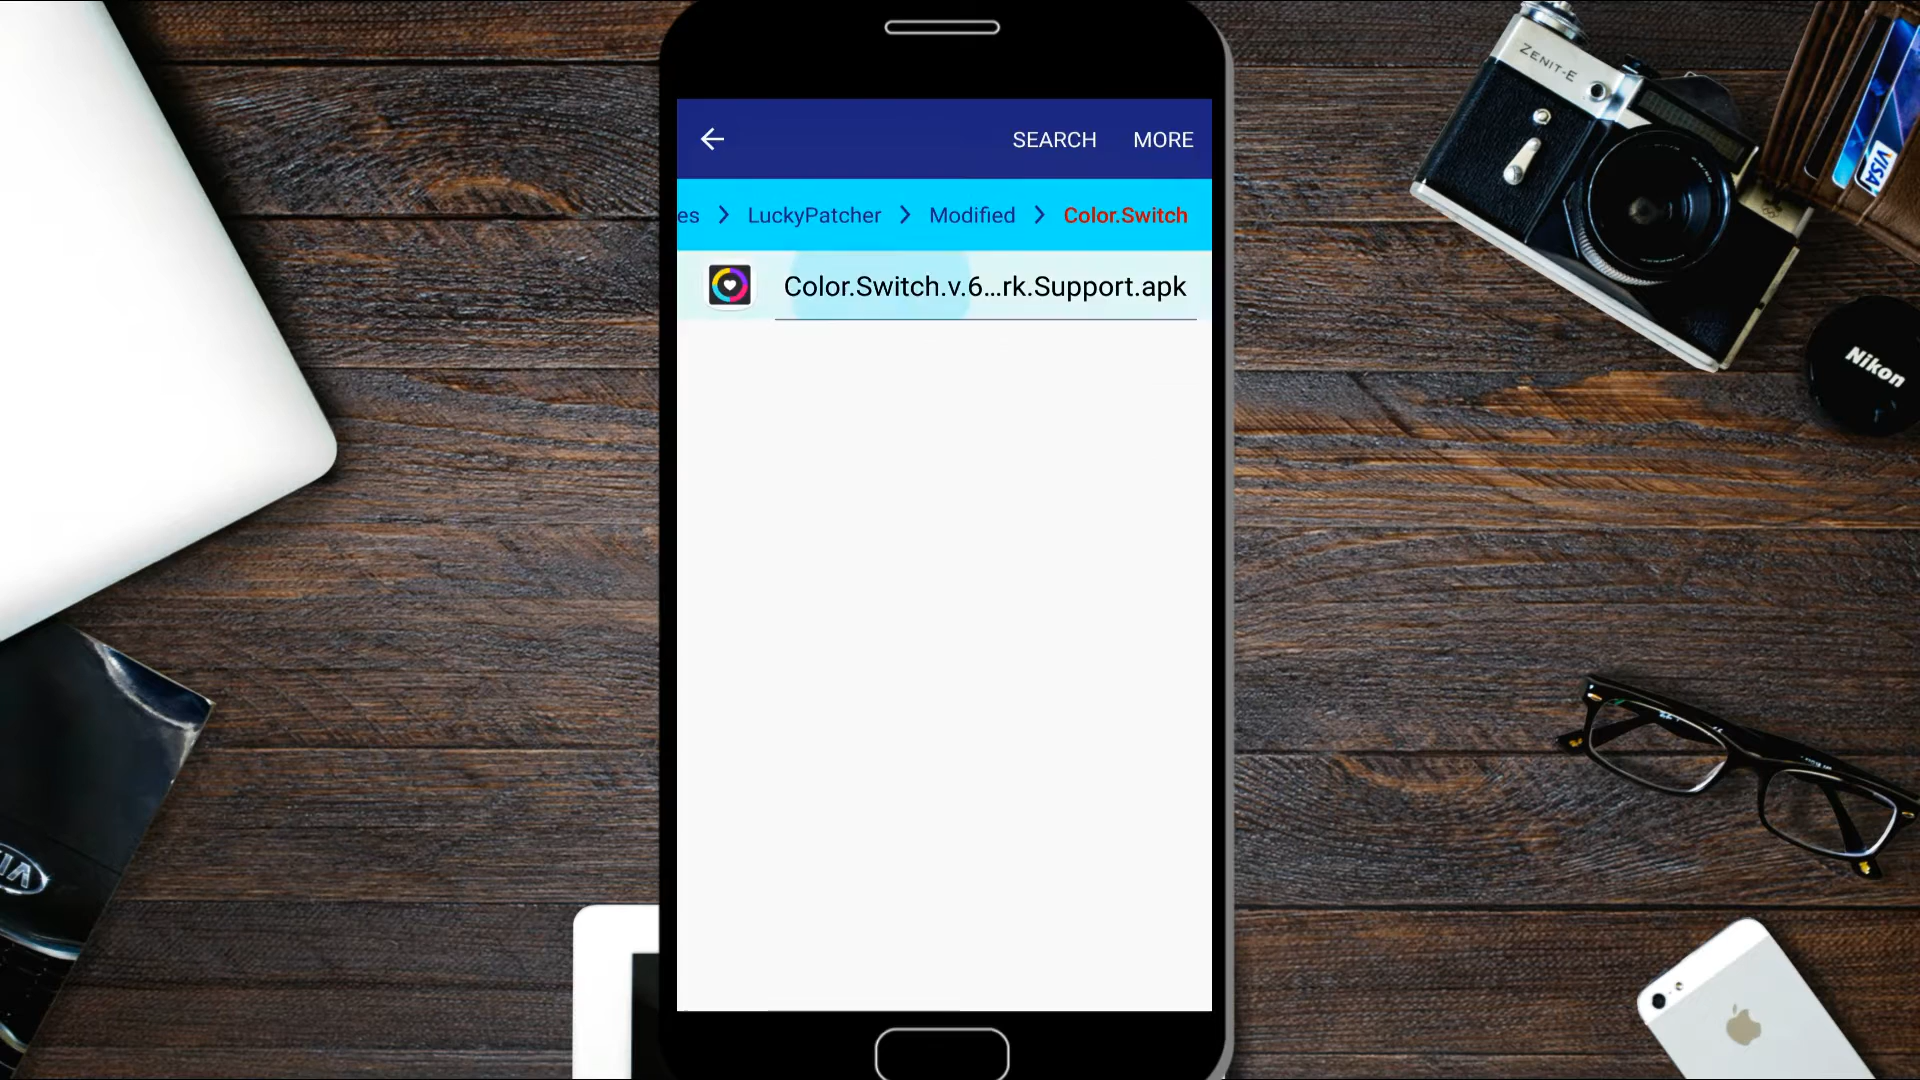 SEARCH MORE
es > LuckyPatcher > Modified > Color.Switch
Color.Switch.v.6...rk.Support.apk
ZENIT-E
VISA
Nikon